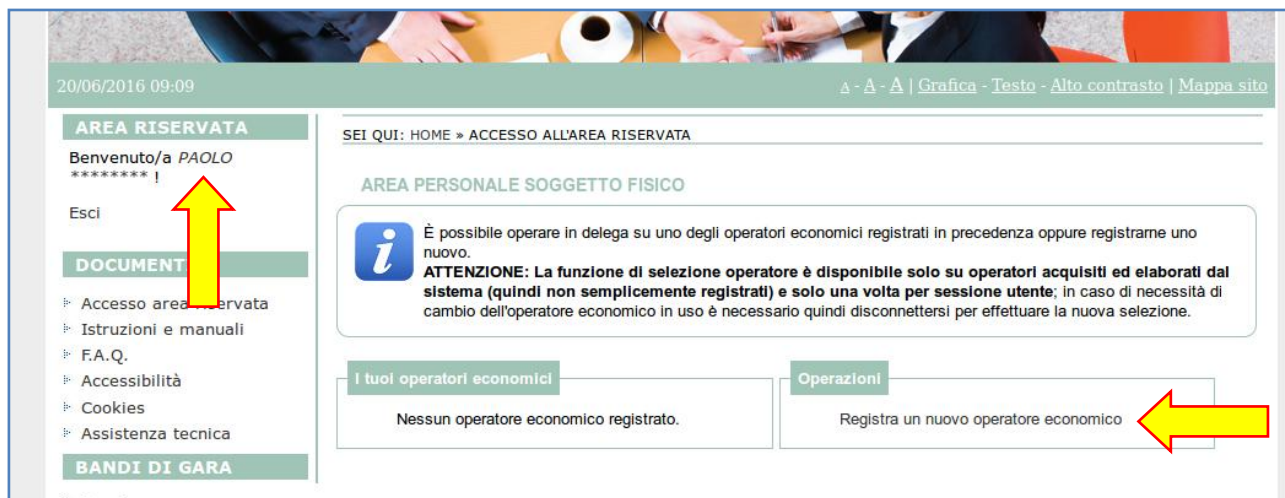 20/06/2016 09:09
A - A - A | Grafica - Testo - Alto contrasto | Mappa sito
AREA RISERVATA
Benvenuto/a PAOLO
******** !
Esci
DOCUMENT
Accesso area riservata
Istruzioni e manuali
F.A.Q.
Accessibilità
Cookies
Assistenza tecnica
BANDI DI GARA
SEI QUI: HOME » ACCESSO ALL'AREA RISERVATA
AREA PERSONALE SOGGETTO FISICO
È possibile operare in delega su uno degli operatori economici registrati in precedenza oppure registrarne uno
nuovo.
ATTENZIONE: La funzione di selezione operatore è disponibile solo su operatori acquisiti ed elaborati dal
sistema (quindi non semplicemente registrati) e solo una volta per sessione utente; in caso di necessità di
cambio dell'operatore economico in uso è necessario quindi disconnettersi per effettuare la nuova selezione.
I tuoi operatori economici
Nessun operatore economico registrato.
Operazioni
Registra un nuovo operatore economico